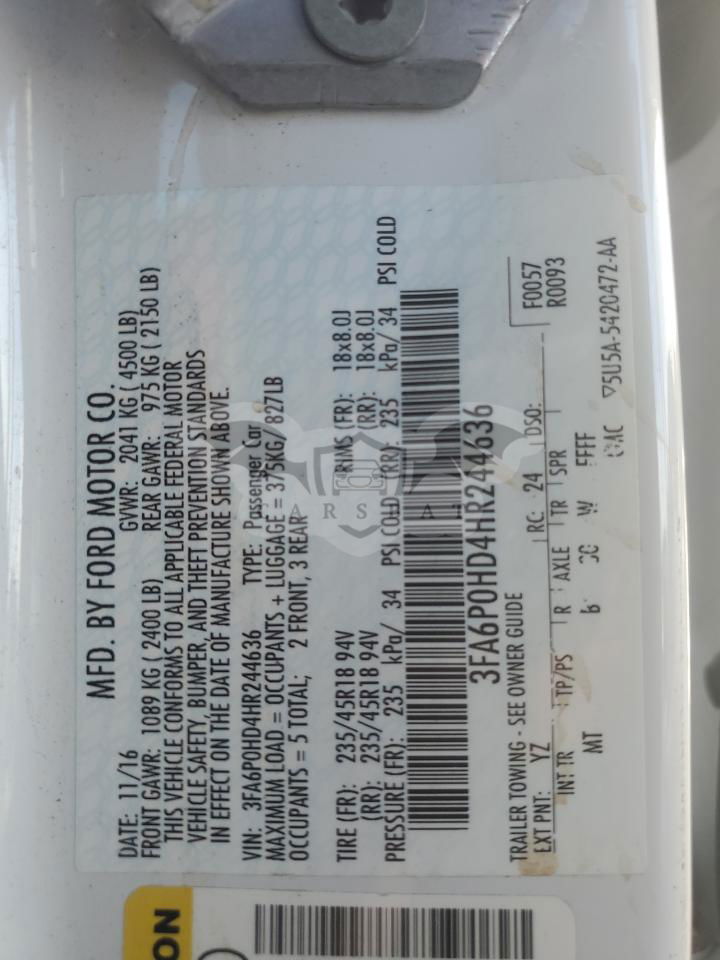 MFD. BY FORD MOTOR CO.
DATE: 11/16 GVWR: 2041 KG ( 4500 LB)
FRONT GAWR: 1089 KG ( 2400 LB) REAR GAWR: 975 KG ( 2150 LB)
THIS VEHICLE CONFORMS TO ALL APPLICABLE FEDERAL MOTOR
VEHICLE SAFETY, BUMPER, AND THEFT PREVENTION STANDARDS
IN EFFECT ON THE DATE OF MANUFACTURE SHOWN ABOVE.
VIN: 3FA6P0HD4HR244636 TYPE: Passenger Car
MAXIMUM LOAD = OCCUPANTS + LUGGAGE = 375KG/ 827LB
OCCUPANTS = 5 TOTAL; 2 FRONT, 3 REAR
TIRE (FR): 235/45R18 94V RIMS (FR): 18x8.0J
(RR): 235/45R18 94V (RR): 18x8.0J
PRESSURE (FR): 235 kPa/ 34 PSI COLD (RR): 235 kPa/ 34 PSI COLD
3FA6P0HD4HR244636
TRAILER TOWING - SEE OWNER GUIDE
F0057
EXT PNT: YZ RC: 24 DSO: R0093
INT TR TP/PS R AXLE TR SPR
MT W FFFF
5U5A-5420472-AA
ON